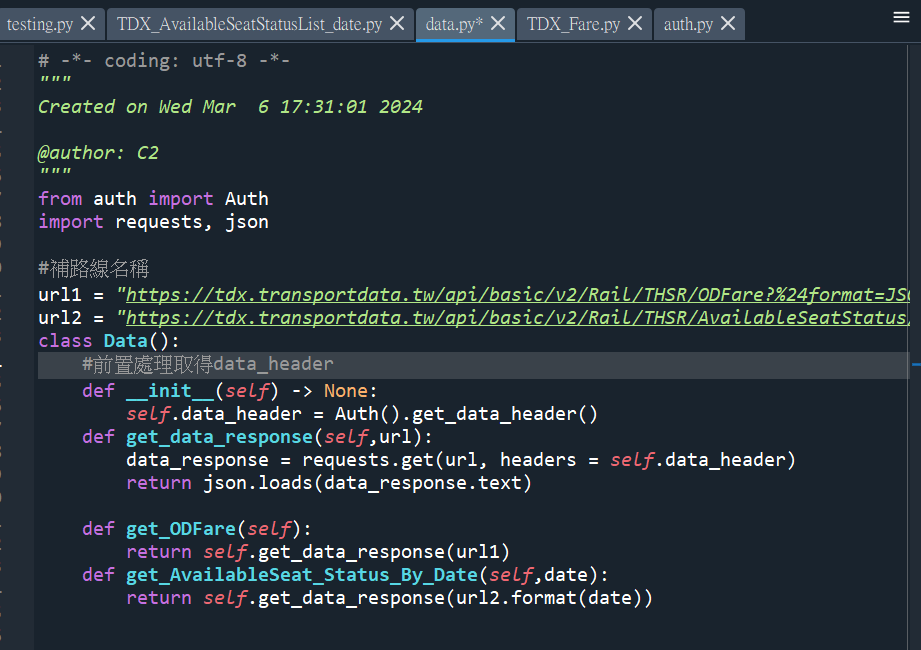 testing.py TDX_AvailableSeatStatusList_date.py data.py* TDX_Fare.py auth.py
# -*- coding: utf-8 -*-
"""
Created on Wed Mar  6 17:31:01 2024
@author: C2
"""
from auth import Auth
import requests, json
#補路線名稱
url1 = "https://tdx.transportdata.tw/api/basic/v2/Rail/THSR/ODFare?%24format=JS
url2 = "https://tdx.transportdata.tw/api/basic/v2/Rail/THSR/AvailableSeatStatus
class Data():
    #前置處理取得data_header
    def __init__(self) -> None:
        self.data_header = Auth().get_data_header()
    def get_data_response(self,url):
        data_response = requests.get(url, headers = self.data_header)
        return json.loads(data_response.text)
    def get_ODFare(self):
        return self.get_data_response(url1)
    def get_AvailableSeat_Status_By_Date(self,date):
        return self.get_data_response(url2.format(date))